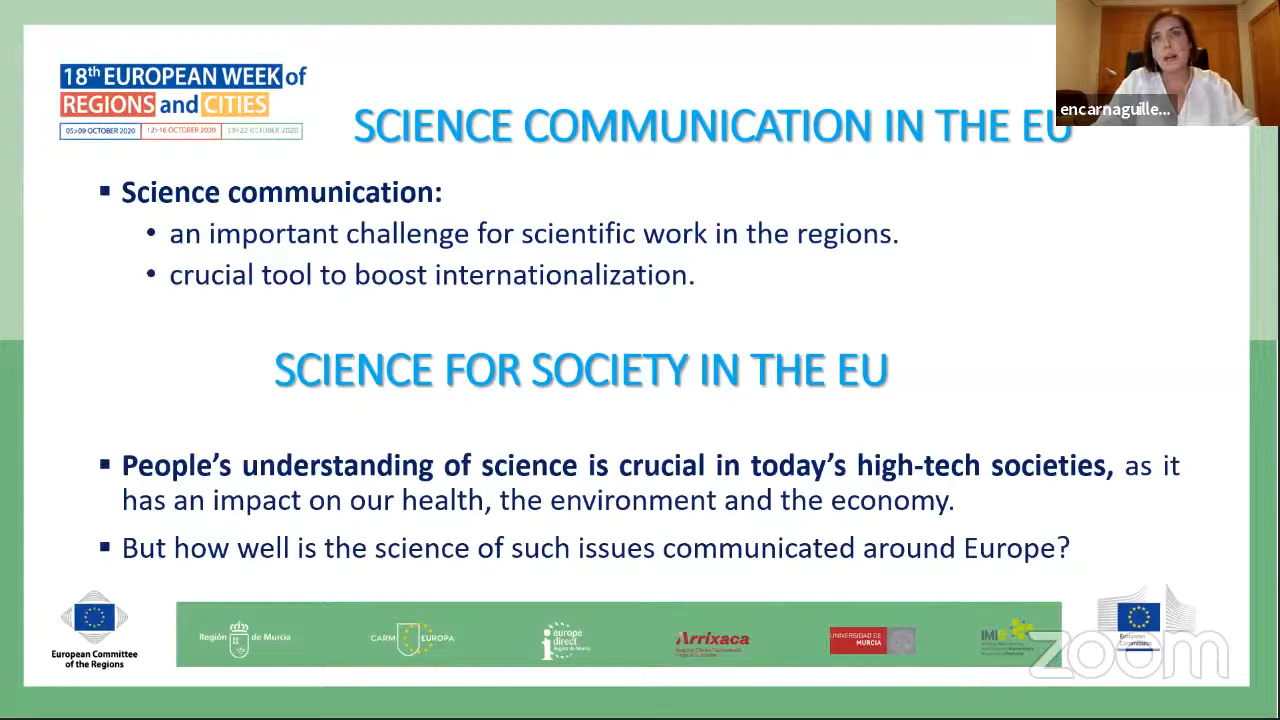 18th EUROPEAN WEEK of
REGIONS and CITIES
05>09 OCTOBER 2020 12>16 OCTOBER 2020 19>22 OCTOBER 2020
encarnaguille...
SCIENCE COMMUNICATION IN THE EU
▪ Science communication:
• an important challenge for scientific work in the regions.
• crucial tool to boost internationalization.
SCIENCE FOR SOCIETY IN THE EU
▪ People’s understanding of science is crucial in today’s high-tech societies, as it
has an impact on our health, the environment and the economy.
▪ But how well is the science of such issues communicated around Europe?
European Committee
of the Regions
Región de Murcia
CARM EUROPA
europe
direct
Región de Murcia
Arrixaca
UNIVERSIDAD DE
MURCIA
IMIB
European
Commission
zoom